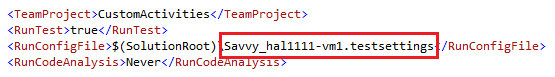 <TeamProject>CustomActivities</TeamProject>
<RunTest>true</RunTest>
<RunConfigFile>$(SolutionRoot)\Savvy_hal1111-vm1.testsettings</RunConfigFile>
<RunCodeAnalysis>Never</RunCodeAnalysis>